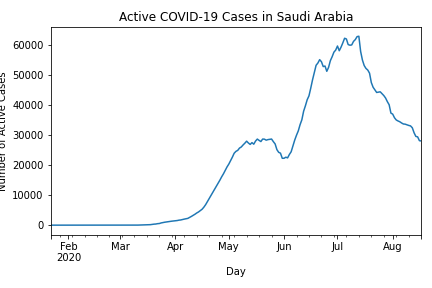 Active COVID-19 Cases in Saudi Arabia
Number of Active Cases
60000
50000
40000
30000
20000
10000
0
Feb Mar Apr May Jun Jul Aug
2020
Day